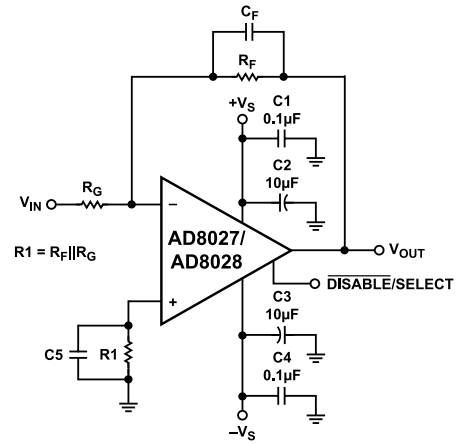 CF
RF
+VS
C1
0.1µF
C2
10µF
VIN
RG
−
AD8027/
AD8028
VOUT
R1 = RF||RG
DISABLE/SELECT
+
C3
10µF
C5
R1
C4
0.1µF
−VS